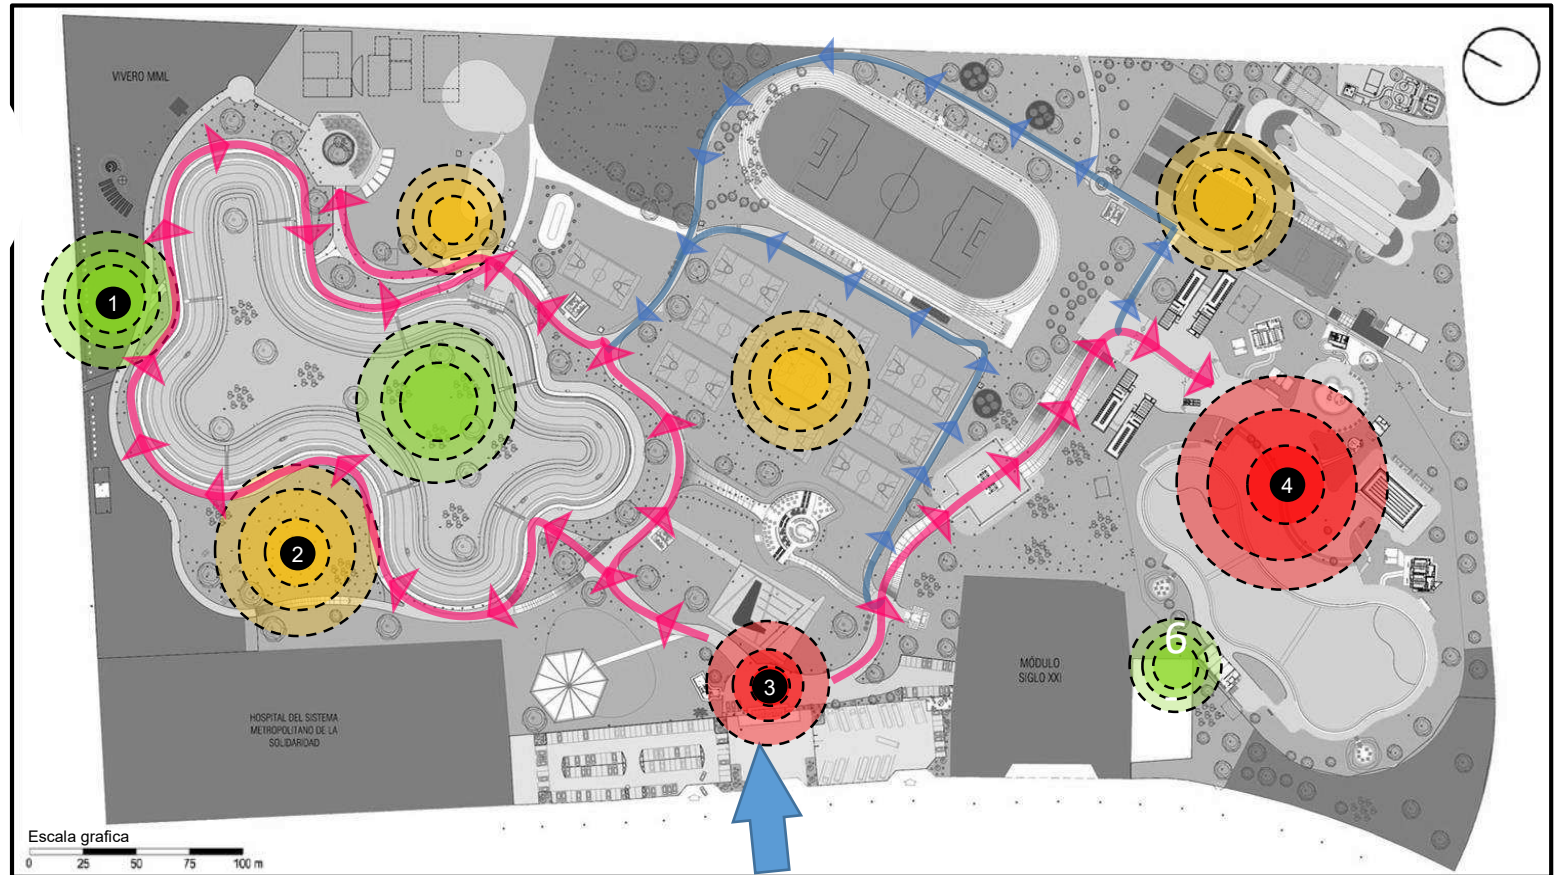 VIVERO MML
1
2
3
4
6
MÓDULO
SIGLO XXI
HOSPITAL DEL SISTEMA
METROPOLITANO DE LA
SOLIDARIDAD
Escala grafica
0 25 50 75 100 m